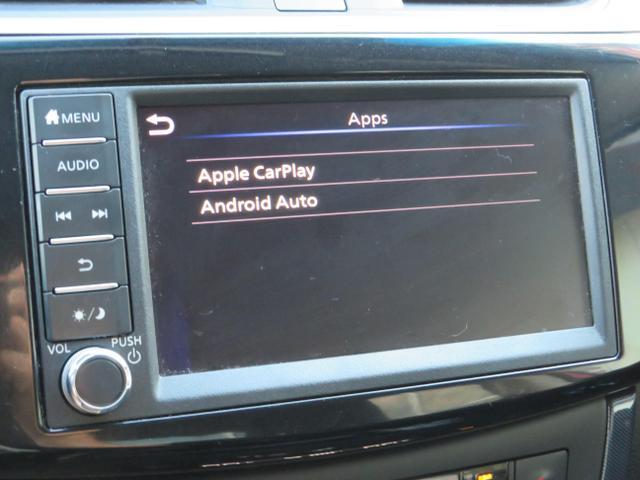 MENU
AUDIO
VOL
PUSH
Apps
Apple CarPlay
Android Auto